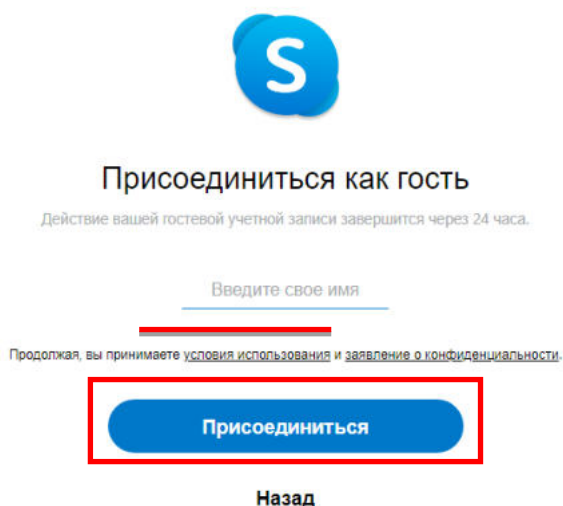 S
Присоединиться как гость
Действие вашей гостевой учетной записи завершится через 24 часа.
Введите свое имя
Продолжая, вы принимаете условия использования и заявление о конфиденциальности.
Присоединиться
Назад